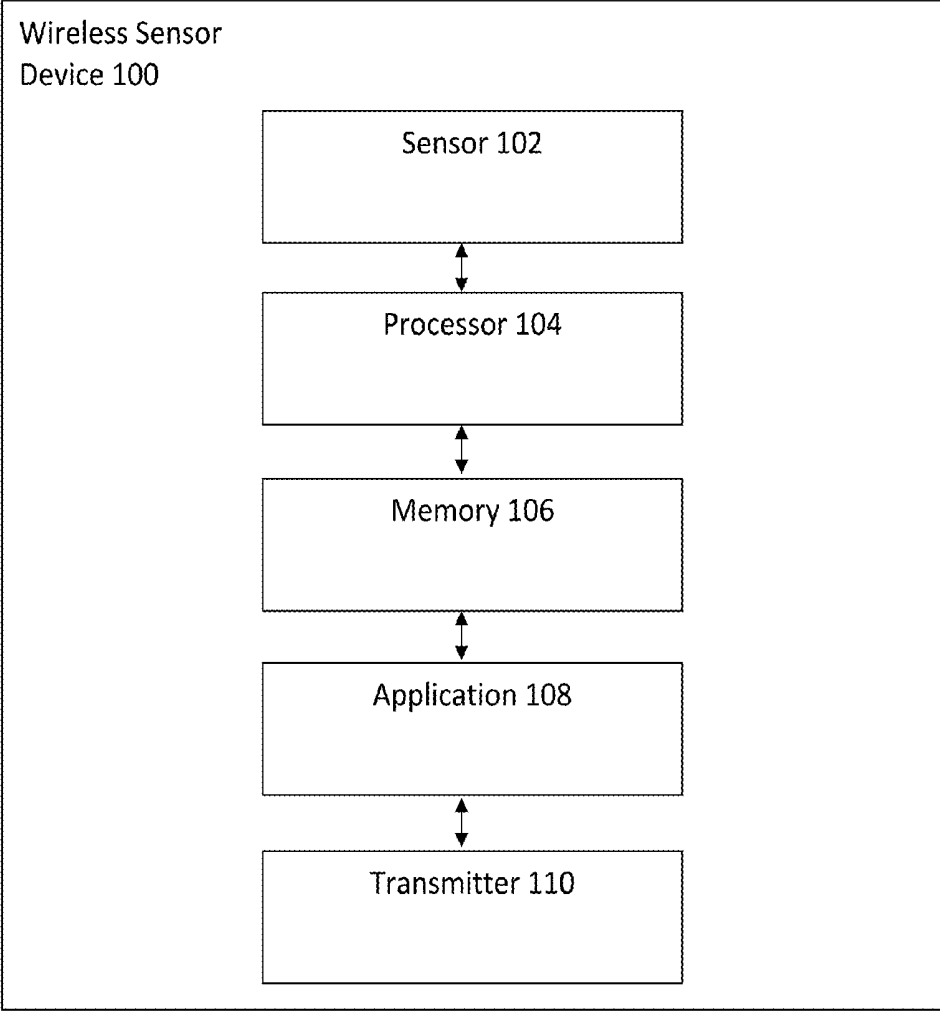 Wireless Sensor
Device 100
Sensor 102
Processor 104
Memory 106
Application 108
Transmitter 110